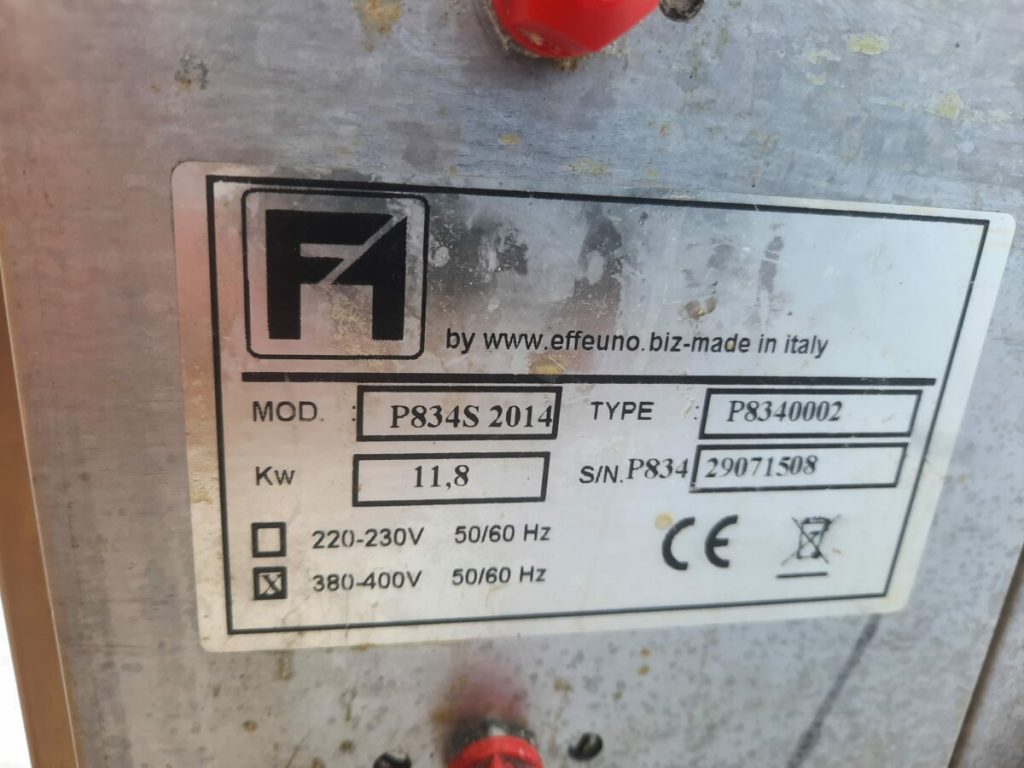 F1
by www.effeuno.biz-made in italy
MOD. : P834S 2014 TYPE : P8340002
Kw 11,8 S/N. P834 29071508
220-230V 50/60 Hz CE
X 380-400V 50/60 Hz